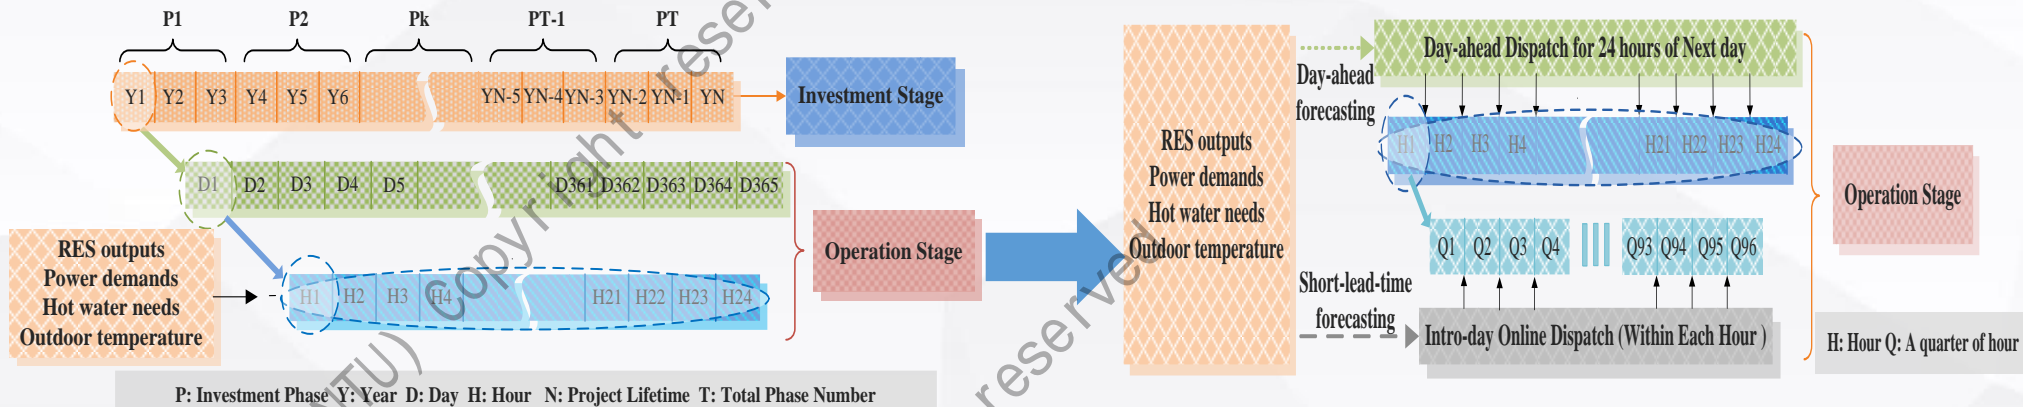 P1 P2 Pk PT-1 PT
Y1 Y2 Y3 Y4 Y5 Y6 YN-5 YN-4 YN-3 YN-2 YN-1 YN
Investment Stage
D1 D2 D3 D4 D5 D361 D362 D363 D364 D365
RES outputs
Power demands
Hot water needs
Outdoor temperature
H1 H2 H3 H4 H21 H22 H23 H24
Operation Stage
P: Investment Phase Y: Year D: Day H: Hour N: Project Lifetime T: Total Phase Number
RES outputs
Power demands
Hot water needs
Outdoor temperature
Day-ahead
forecasting
Day-ahead Dispatch for 24 hours of Next day
H1 H2 H3 H4 H21 H22 H23 H24
Q1 Q2 Q3 Q4 Q93 Q94 Q95 Q96
Short-lead-time
forecasting
Intro-day Online Dispatch (Within Each Hour )
Operation Stage
H: Hour Q: A quarter of hour
NTU) Copyright reser
reserved